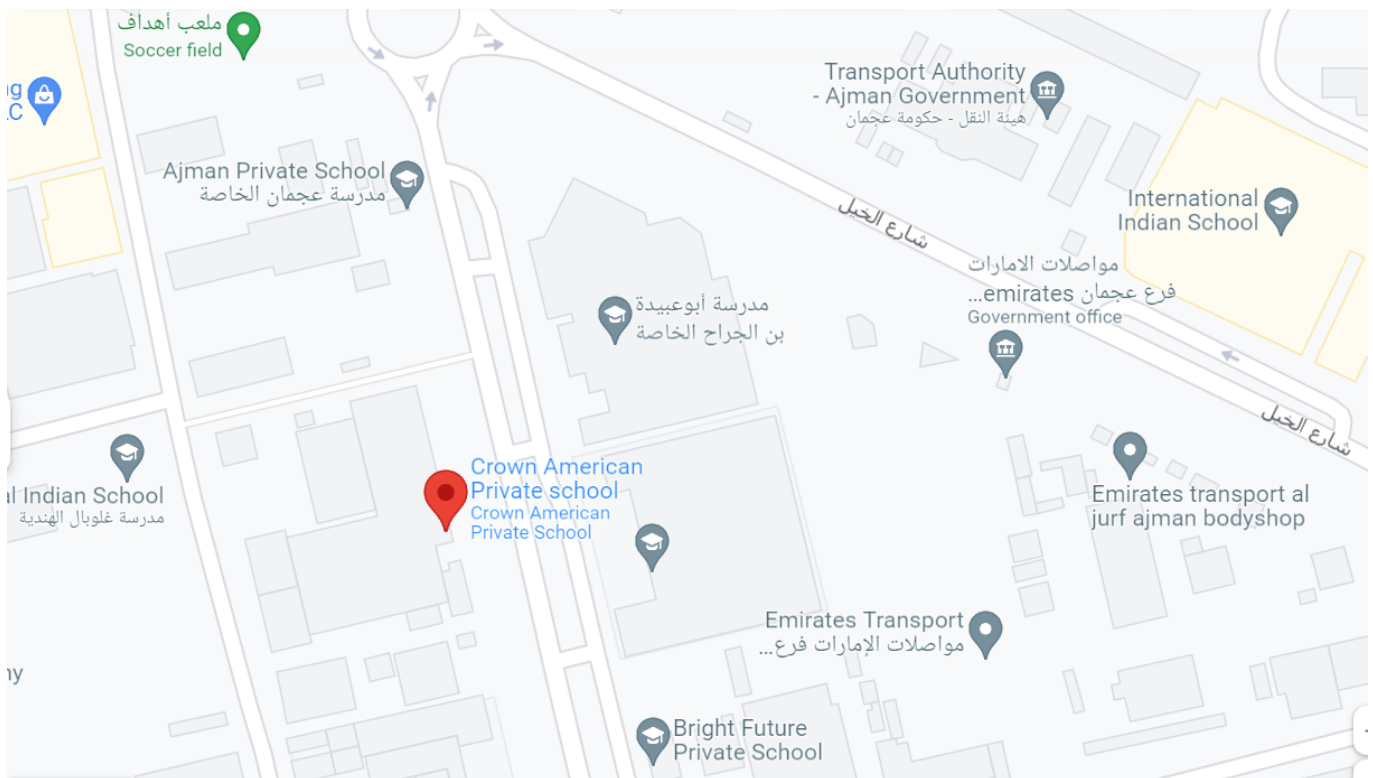 ملعب أهداف
Soccer field
Transport Authority
- Ajman Government
هيئة النقل - حكومة عجمان
Ajman Private School
مدرسة عجمان الخاصة
International
Indian School
شارع الخيل
مواصلات الامارات
فرع عجمان emirates...
Government office
مدرسة أبوعبيدة
بن الجراح الخاصة
شارع الخيل
Crown American
Private school
Crown American
Private School
Indian School
مدرسة غلوبال الهندية
Emirates transport al
jurf ajman bodyshop
Emirates Transport
مواصلات الإمارات فرع...
Bright Future
Private School